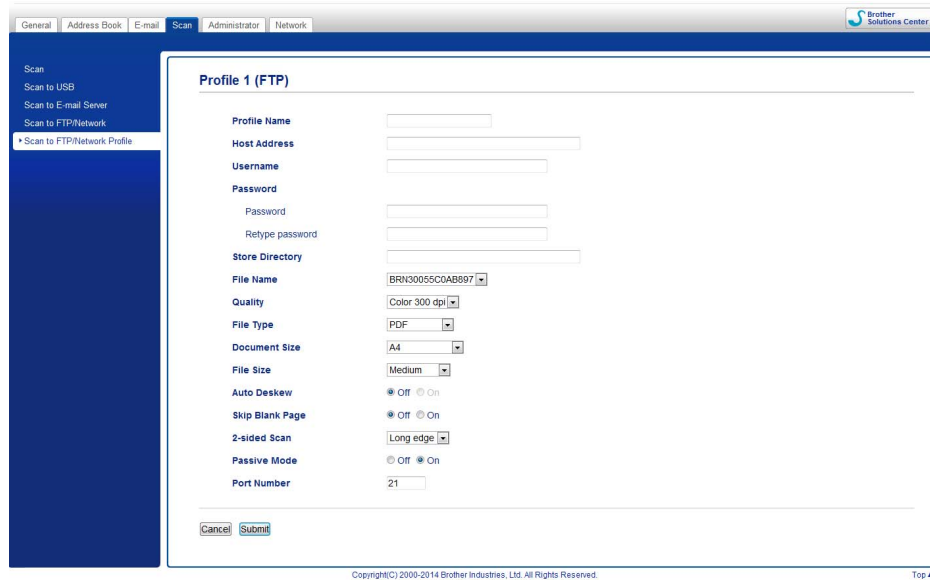 General Address Book E-mail Scan Administrator Network
Brother
Solutions Center
Scan
Scan to USB
Scan to E-mail Server
Scan to FTP/Network
Scan to FTP/Network Profile
Profile 1 (FTP)
Profile Name
Host Address
Username
Password
Password
Retype password
Store Directory
File Name BRN30055C0AB897
Quality Color 300 dpi
File Type PDF
Document Size A4
File Size Medium
Auto Deskew Off On
Skip Blank Page Off On
2-sided Scan Long edge
Passive Mode Off On
Port Number 21
Cancel Submit
Copyright(C) 2000-2014 Brother Industries, Ltd. All Rights Reserved. Top